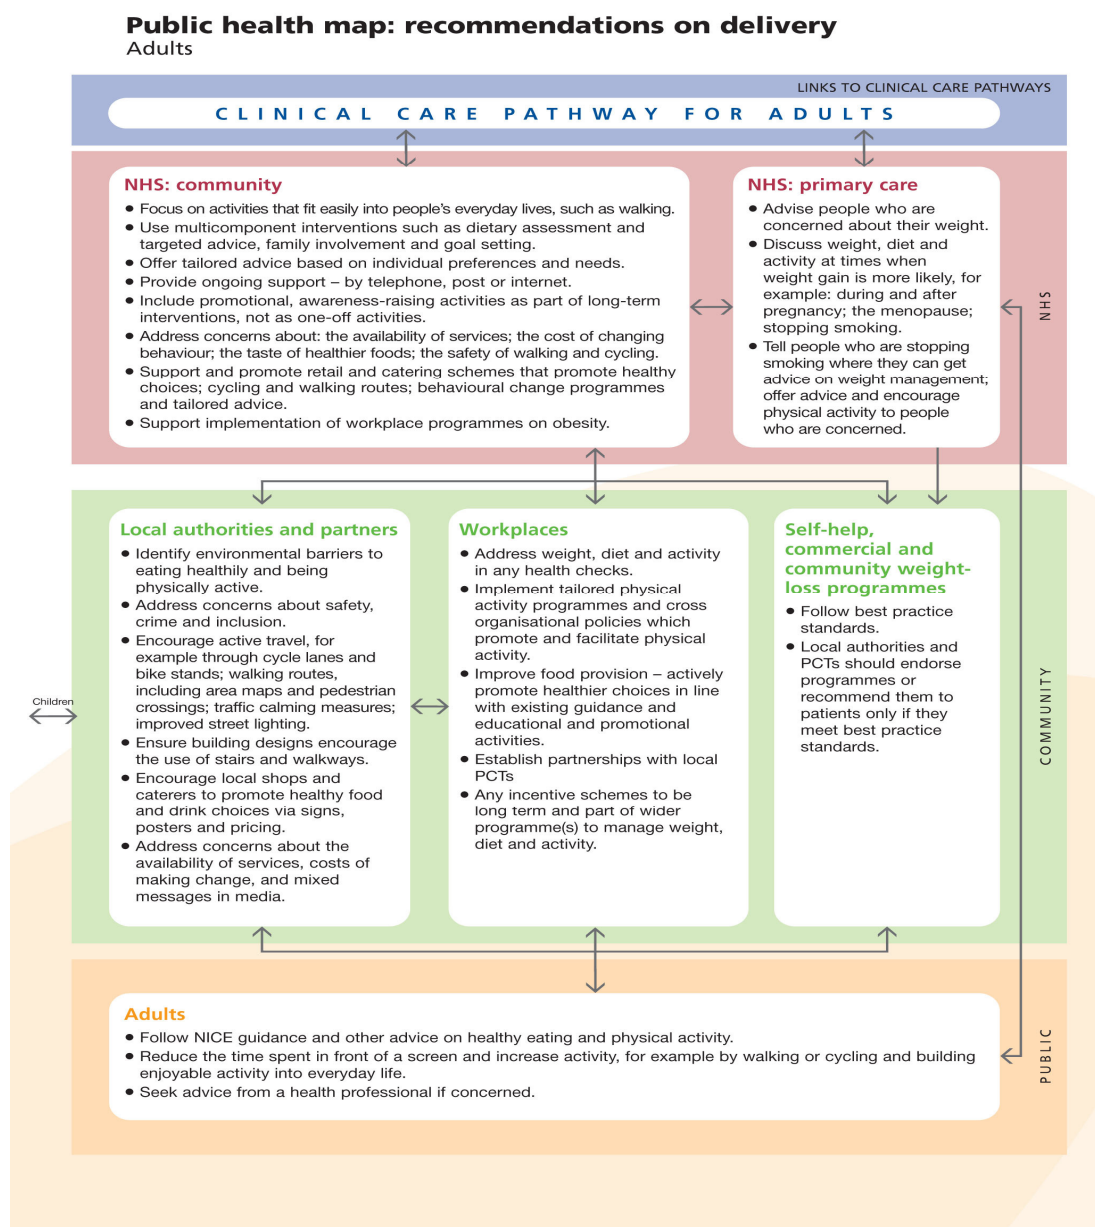 Public health map: recommendations on delivery
Adults
LINKS TO CLINICAL CARE PATHWAYS
CLINICAL CARE PATHWAY FOR ADULTS
NHS: community
• Focus on activities that fit easily into people's everyday lives, such as walking.
• Use multicomponent interventions such as dietary assessment and
targeted advice, family involvement and goal setting.
• Offer tailored advice based on individual preferences and needs.
• Provide ongoing support – by telephone, post or internet.
• Include promotional, awareness-raising activities as part of long-term
interventions, not as one-off activities.
• Address concerns about: the availability of services; the cost of changing
behaviour; the taste of healthier foods; the safety of walking and cycling.
• Support and promote retail and catering schemes that promote healthy
choices; cycling and walking routes; behavioural change programmes
and tailored advice.
• Support implementation of workplace programmes on obesity.
NHS: primary care
• Advise people who are
concerned about their weight.
• Discuss weight, diet and
activity at times when
weight gain is more likely, for
example: during and after
pregnancy; the menopause;
stopping smoking.
• Tell people who are stopping
smoking where they can get
advice on weight management;
offer advice and encourage
physical activity to people
who are concerned.
NHS
Local authorities and partners
• Identify environmental barriers to
eating healthily and being
physically active.
• Address concerns about safety,
crime and inclusion.
• Encourage active travel, for
example through cycle lanes and
bike stands; walking routes,
including area maps and pedestrian
crossings; traffic calming measures;
improved street lighting.
• Ensure building designs encourage
the use of stairs and walkways.
• Encourage local shops and
caterers to promote healthy food
and drink choices via signs,
posters and pricing.
• Address concerns about the
availability of services, costs of
making change, and mixed
messages in media.
Children
Workplaces
• Address weight, diet and activity
in any health checks.
• Implement tailored physical
activity programmes and cross
organisational policies which
promote and facilitate physical
activity.
• Improve food provision – actively
promote healthier choices in line
with existing guidance and
educational and promotional
activities.
• Establish partnerships with local
PCTs
• Any incentive schemes to be
long term and part of wider
programme(s) to manage weight,
diet and activity.
Self-help,
commercial and
community weight-
loss programmes
• Follow best practice
standards.
• Local authorities and
PCTs should endorse
programmes or
recommend them to
patients only if they
meet best practice
standards.
COMMUNITY
Adults
• Follow NICE guidance and other advice on healthy eating and physical activity.
• Reduce the time spent in front of a screen and increase activity, for example by walking or cycling and building
enjoyable activity into everyday life.
• Seek advice from a health professional if concerned.
PUBLIC